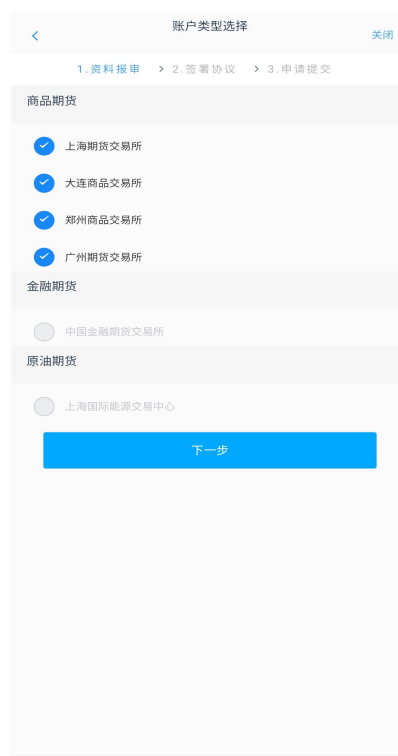 账户类型选择
关闭
1.资料报审 > 2.签署协议 > 3.申请提交
商品期货
上海期货交易所
大连商品交易所
郑州商品交易所
广州期货交易所
金融期货
中国金融期货交易所
原油期货
上海国际能源交易中心
下一步